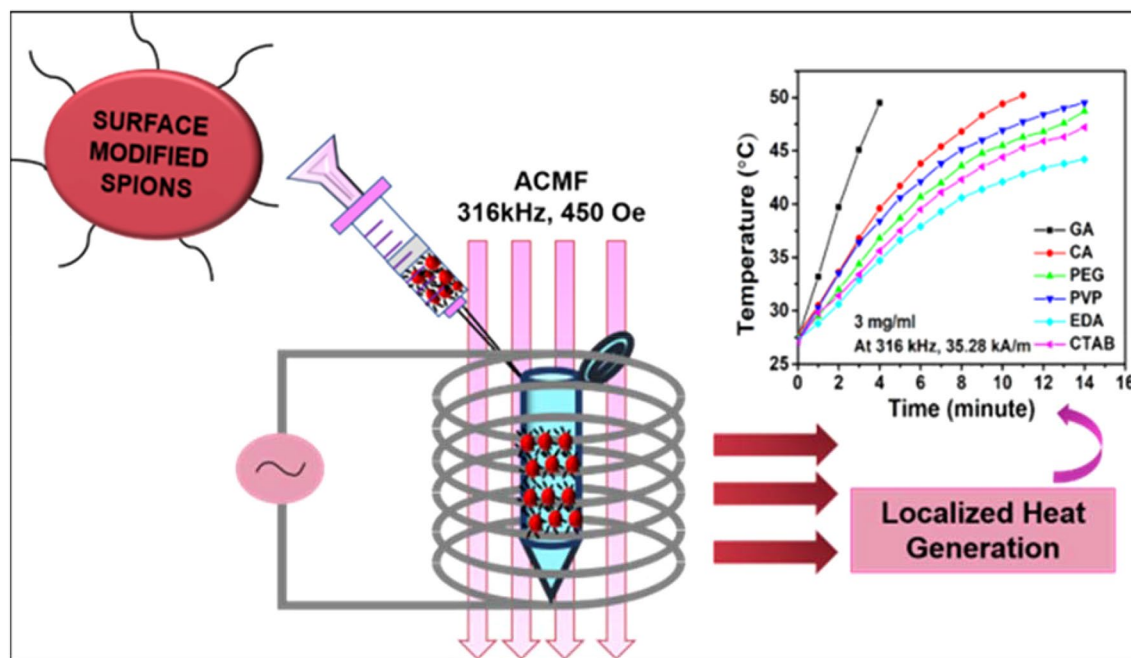 SURFACE
MODIFIED
SPIONS
ACMF
316kHz, 450 Oe
Temperature (°C)
50
45
40
35
30
25
GA
CA
PEG
PVP
EDA
CTAB
3 mg/ml
At 316 kHz, 35.28 kA/m
0 2 4 6 8 10 12 14 16
Time (minute)
Localized Heat
Generation